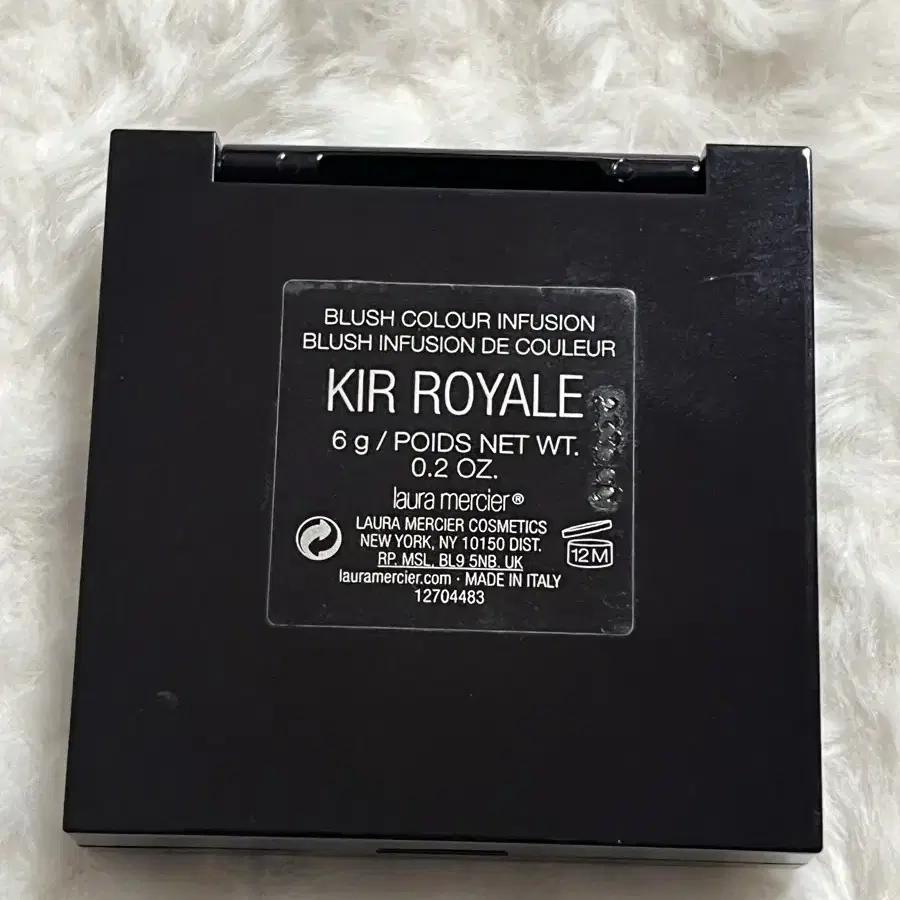 BLUSH COLOUR INFUSION
BLUSH INFUSION DE COULEUR
KIR ROYALE
6 g / POIDS NET WT.
0.2 OZ.
laura mercier®
LAURA MERCIER COSMETICS
NEW YORK, NY 10150 DIST.
RP. MSL. BL9 5NB. UK
lauramercier.com · MADE IN ITALY
12704483
12M